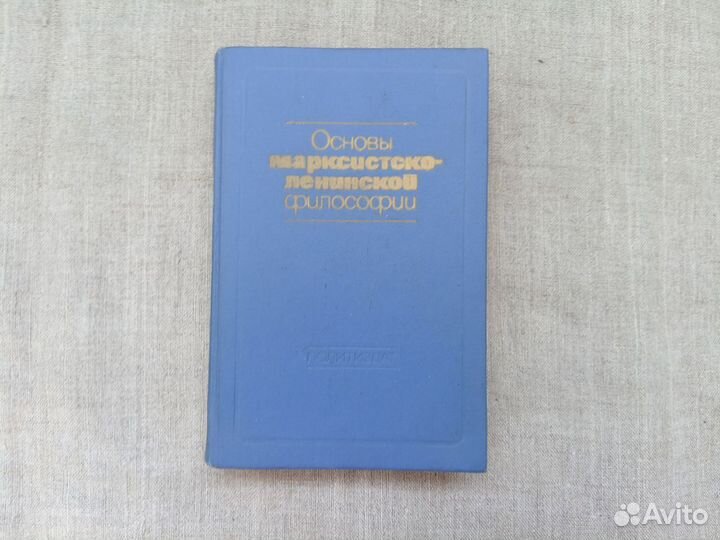 Основы
марксистско-
ленинской
философии
ПОЛИТИЗДАТ
Avito